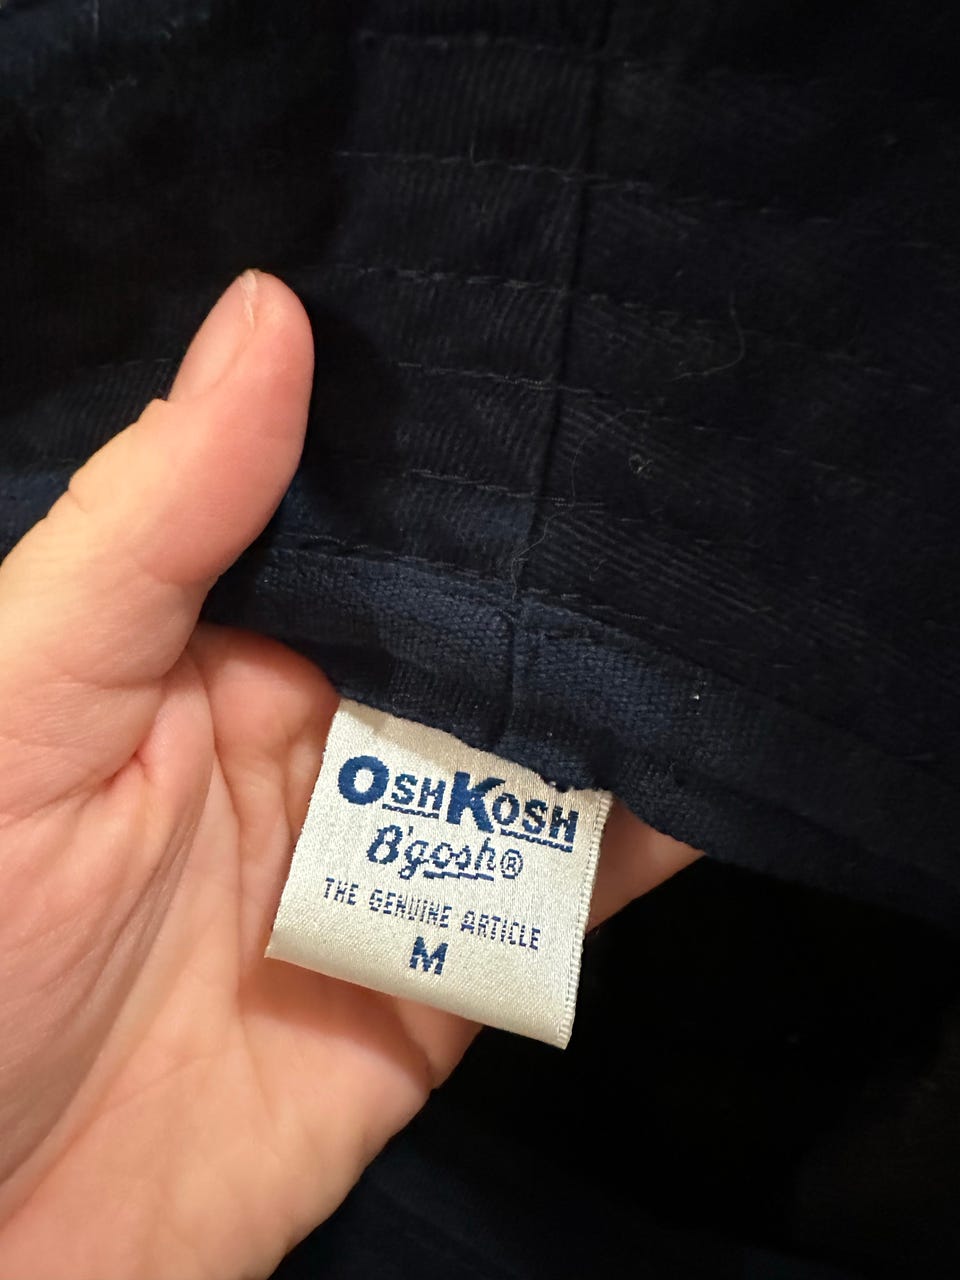 OshKosh
B'gosh®
THE GENUINE ARTICLE
M